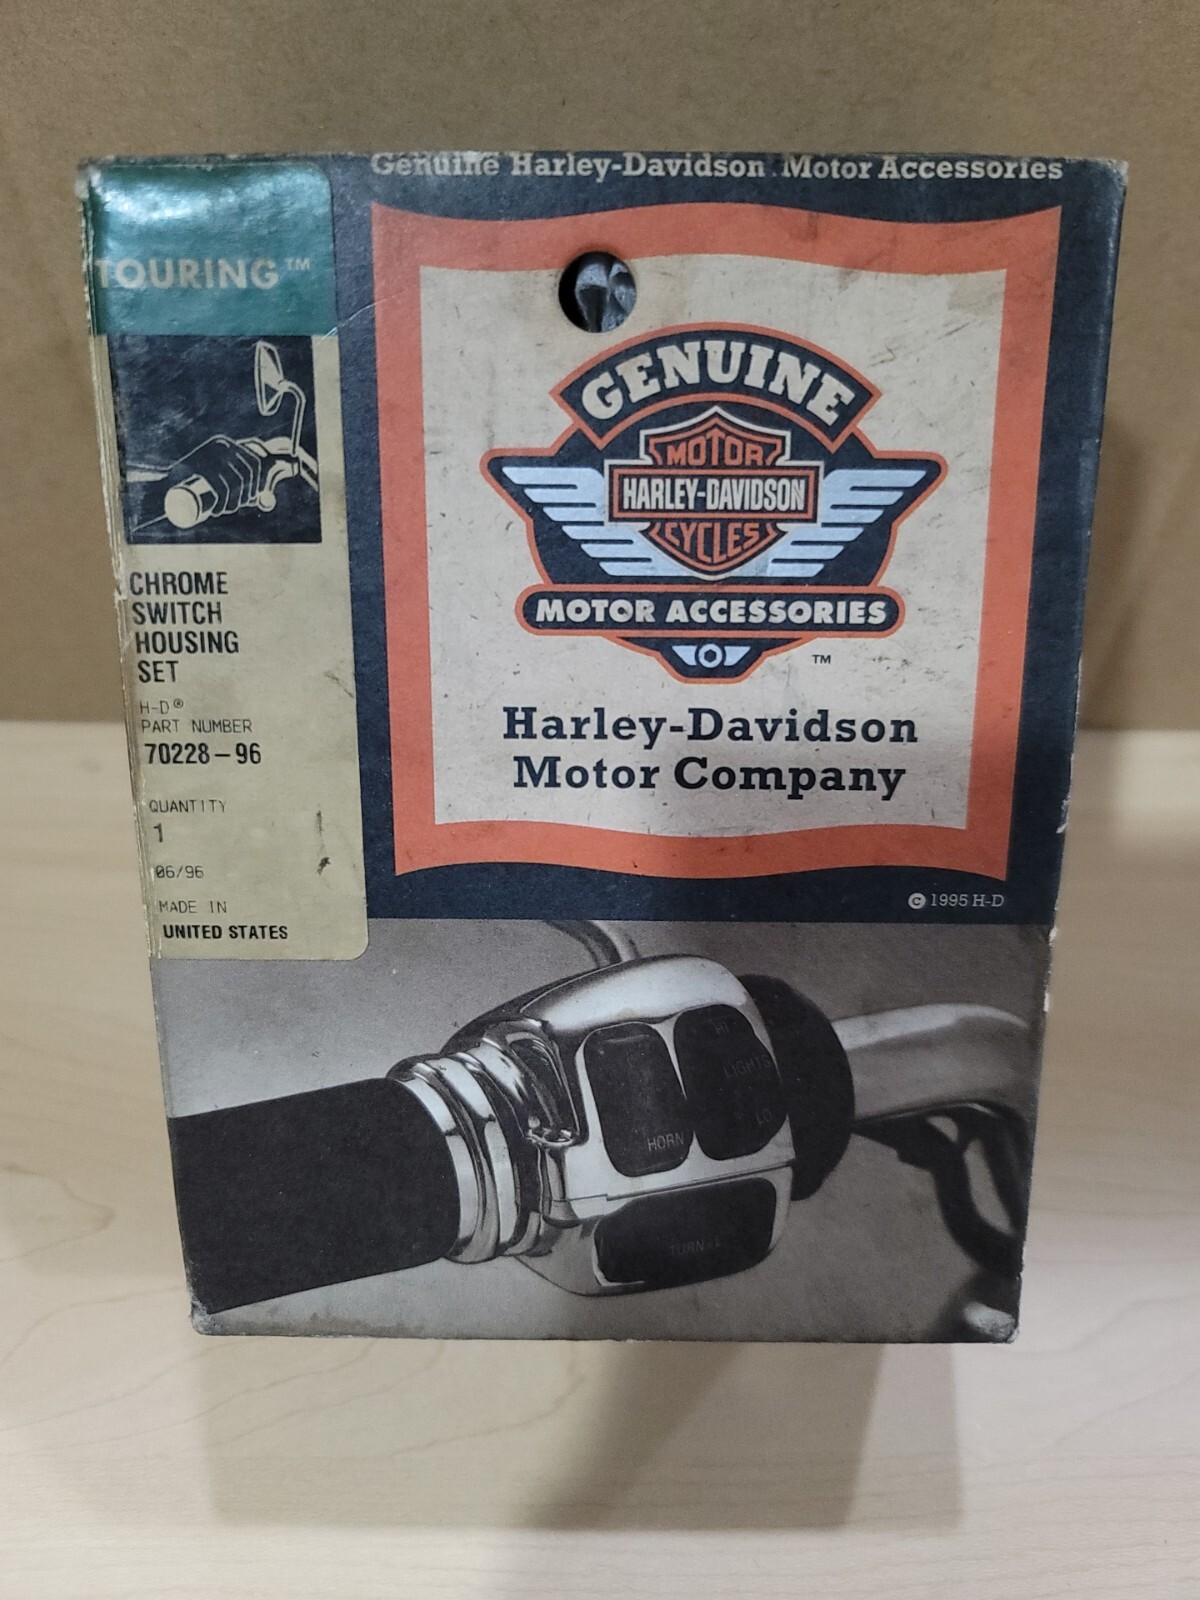 Genuine Harley-Davidson Motor Accessories
TOURING™
CHROME
SWITCH
HOUSING
SET
H-D®
PART NUMBER
70228-96
QUANTITY
1
06/96
MADE IN
UNITED STATES
GENUINE
MOTOR
HARLEY-DAVIDSON
CYCLES
MOTOR ACCESSORIES
TM
Harley-Davidson
Motor Company
© 1995 H-D
HI
LIGHTS
LO
HORN
TURN-L